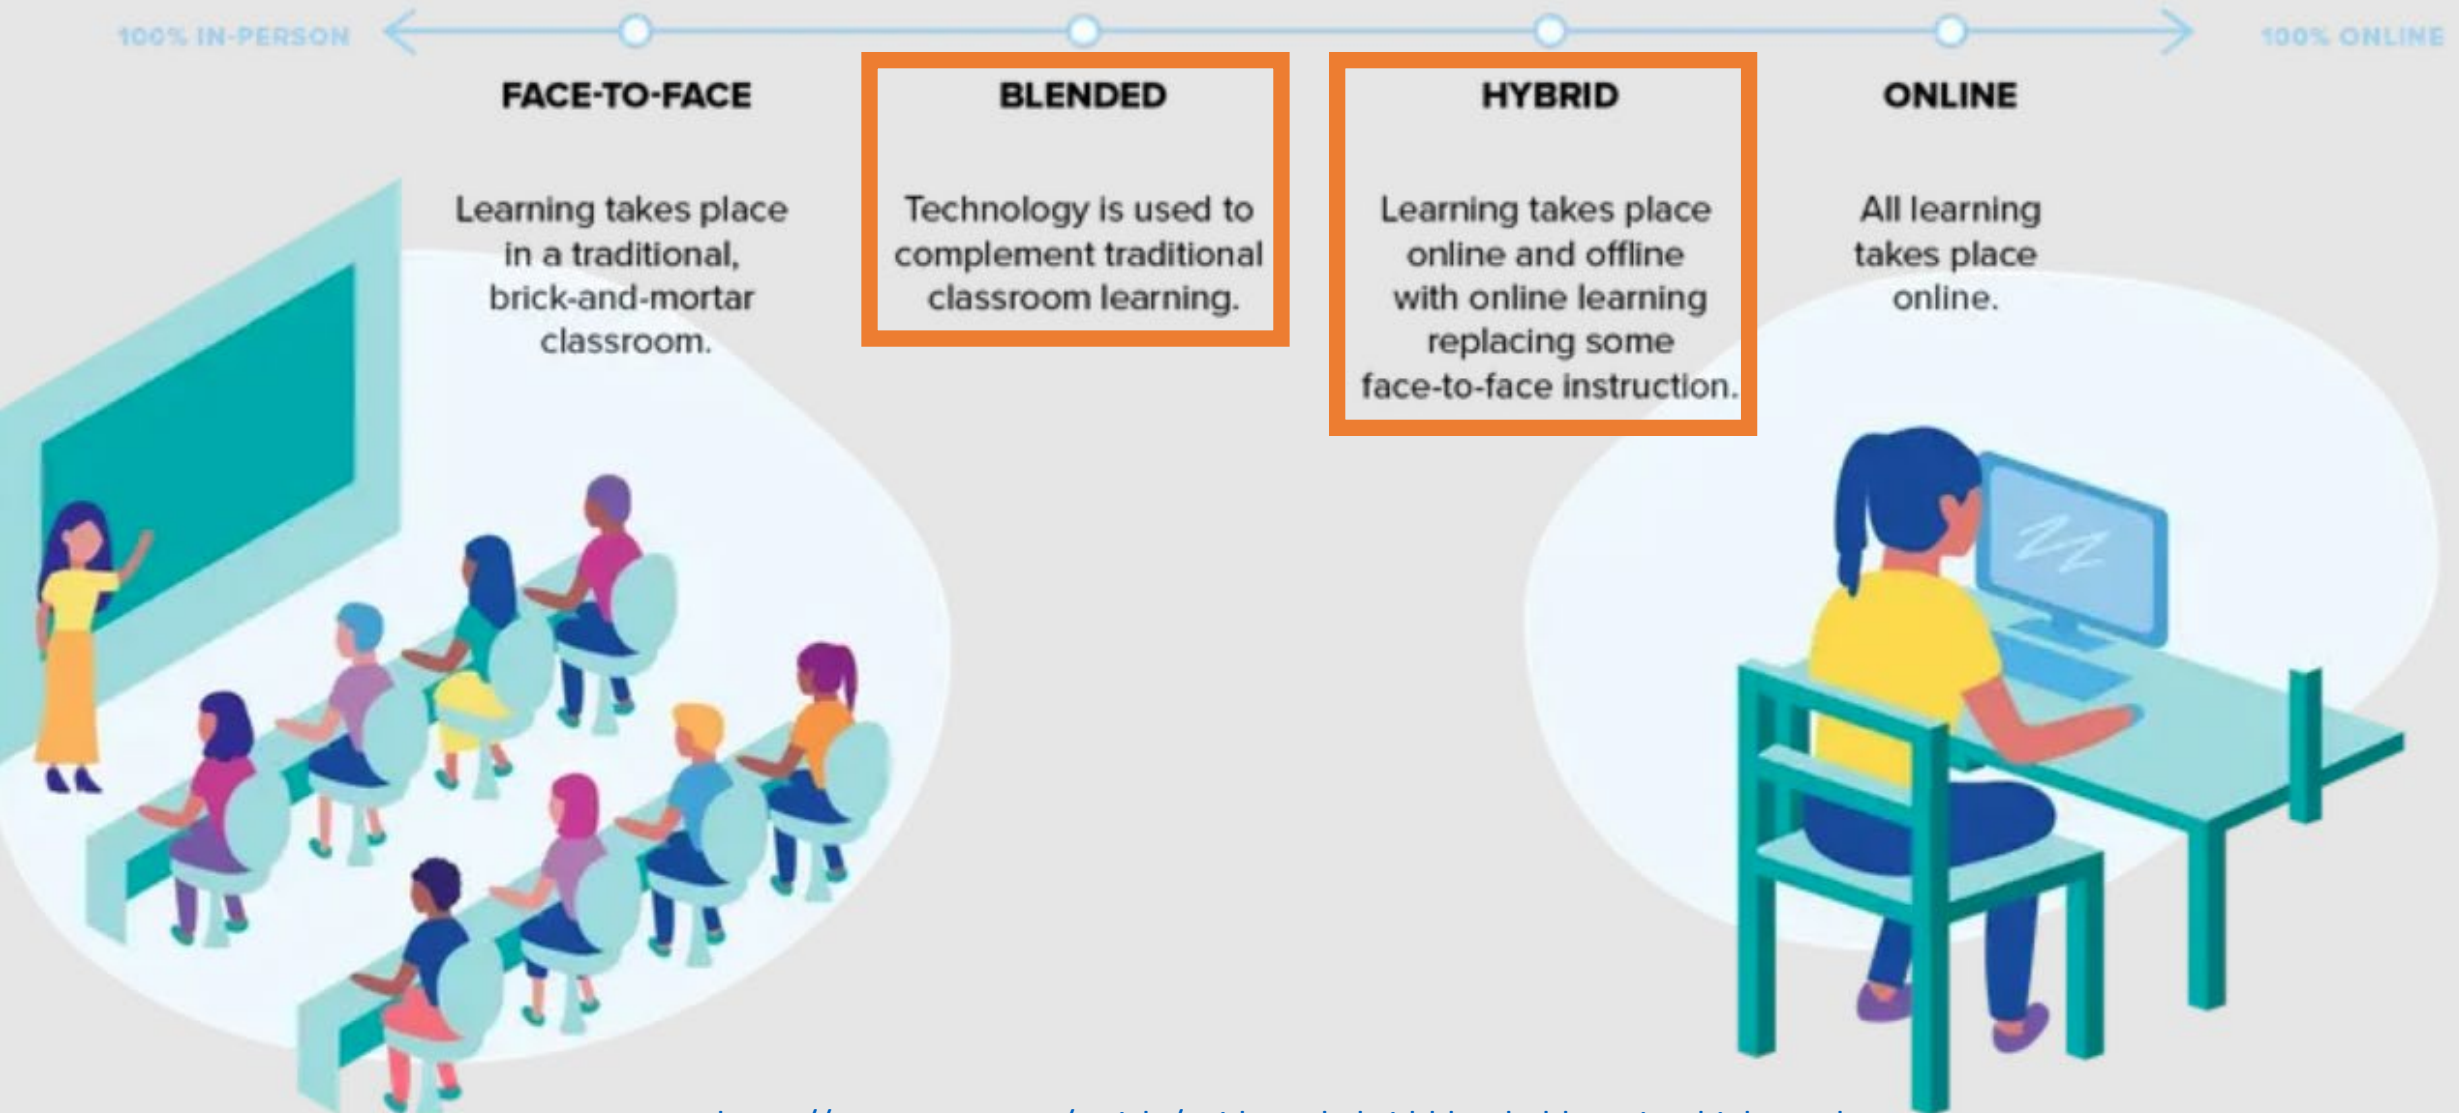 100% IN-PERSON
100% ONLINE
FACE-TO-FACE
Learning takes place
in a traditional,
brick-and-mortar
classroom.
BLENDED
Technology is used to
complement traditional
classroom learning.
HYBRID
Learning takes place
online and offline
with online learning
replacing some
face-to-face instruction.
ONLINE
All learning
takes place
online.